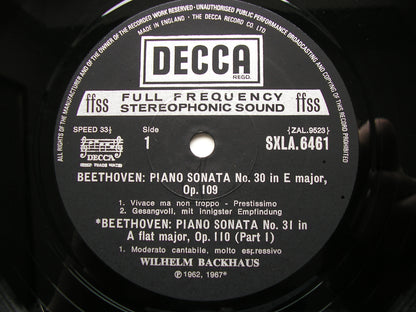 ALL RIGHTS OF THE MANUFACTURER AND OF THE OWNER OF THE RECORDED WORK RESERVED · UNAUTHORISED PUBLIC PERFORMANCE BROADCASTING AND COPYING OF THIS RECORD PROHIBITED
MADE IN ENGLAND · THE DECCA RECORD CO LTD
DECCA
REGD.
ffss FULL FREQUENCY ffss
STEREOPHONIC SOUND
SPEED 33⅓ Side {ZAL.9523}
1 SXLA.6461
DECCA
BEETHOVEN: PIANO SONATA No. 30 in E major,
Op. 109
1. Vivace ma non troppo - Prestissimo
2. Gesangvoll, mit innigster Empfindung
*BEETHOVEN: PIANO SONATA No. 31 in
A flat major, Op. 110 (Part 1)
1. Moderato cantabile, molto espressivo
WILHELM BACKHAUS
℗ 1962, 1967*